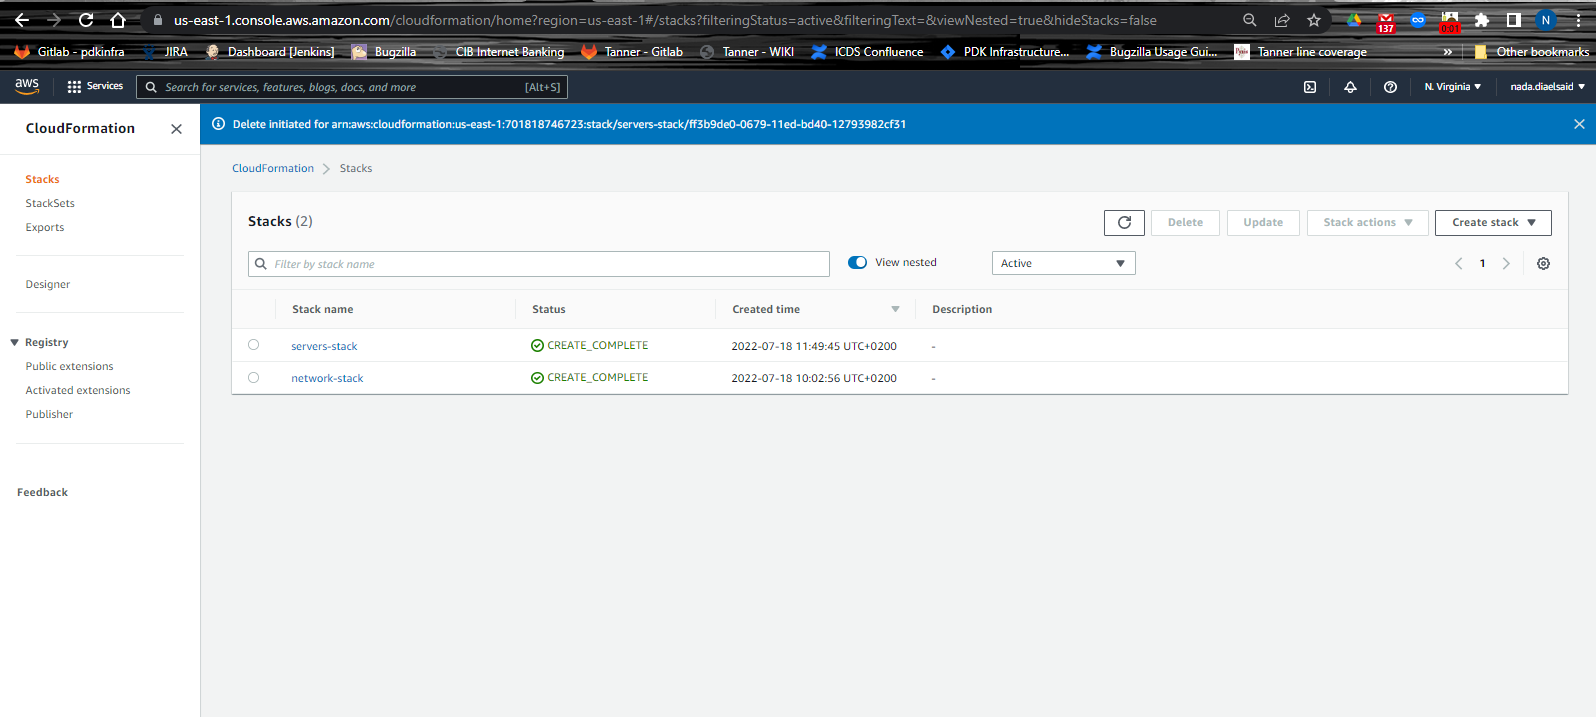 us-east-1.console.aws.amazon.com/cloudformation/home?region=us-east-1#/stacks?filteringStatus=active&filteringText=&viewNested=true&hideStacks=false
137
0:01
N
Gitlab - pdkinfra
JIRA
Dashboard [Jenkins]
Bugzilla
CIB Internet Banking
Tanner - Gitlab
Tanner - WIKI
ICDS Confluence
PDK Infrastructure...
Bugzilla Usage Gui...
Tanner line coverage
»
Other bookmarks
aws
Services
Search for services, features, blogs, docs, and more
[Alt+S]
N. Virginia
nada.diaelsaid
CloudFormation
Delete initiated for arn:aws:cloudformation:us-east-1:701818746723:stack/servers-stack/ff3b9de0-0679-11ed-bd40-12793982cf31
Stacks
StackSets
Exports
Designer
Registry
Public extensions
Activated extensions
Publisher
Feedback
CloudFormation > Stacks
Stacks (2)
Delete
Update
Stack actions
Create stack
Filter by stack name
View nested
Active
1
Stack name Status Created time Description
servers-stack CREATE_COMPLETE 2022-07-18 11:49:45 UTC+0200 -
network-stack CREATE_COMPLETE 2022-07-18 10:02:56 UTC+0200 -